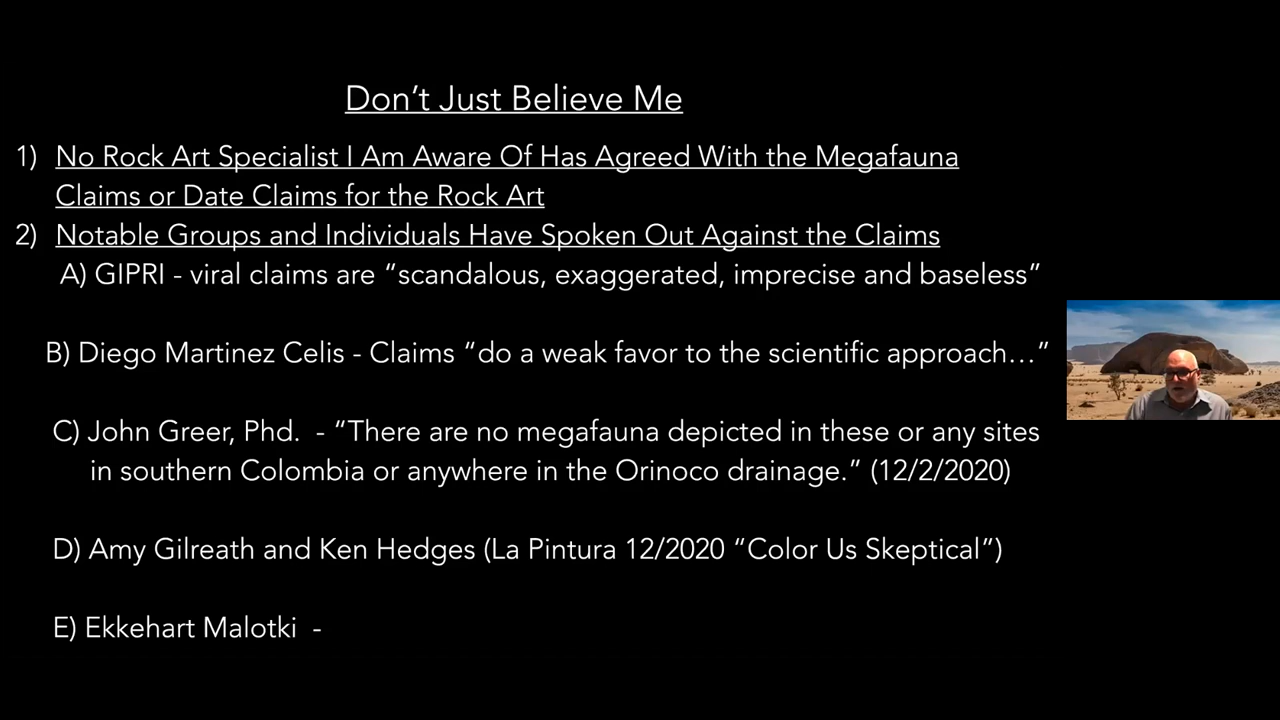 Don’t Just Believe Me
1) No Rock Art Specialist I Am Aware Of Has Agreed With the Megafauna
Claims or Date Claims for the Rock Art
2) Notable Groups and Individuals Have Spoken Out Against the Claims
A) GIPRI - viral claims are “scandalous, exaggerated, imprecise and baseless”
B) Diego Martinez Celis - Claims “do a weak favor to the scientific approach…”
C) John Greer, Phd. - “There are no megafauna depicted in these or any sites
in southern Colombia or anywhere in the Orinoco drainage.” (12/2/2020)
D) Amy Gilreath and Ken Hedges (La Pintura 12/2020 “Color Us Skeptical”)
E) Ekkehart Malotki -